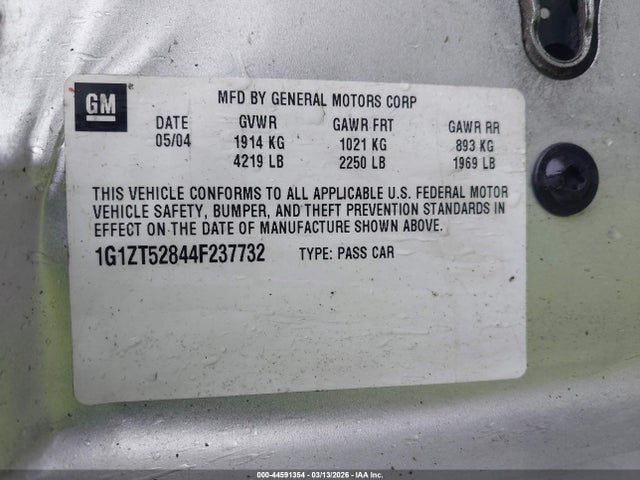 GM
MFD BY GENERAL MOTORS CORP
DATE GVWR GAWR FRT GAWR RR
05/04 1914 KG 1021 KG 893 KG
4219 LB 2250 LB 1969 LB
THIS VEHICLE CONFORMS TO ALL APPLICABLE U.S. FEDERAL MOTOR
VEHICLE SAFETY, BUMPER, AND THEFT PREVENTION STANDARDS IN
EFFECT ON THE DATE OF MANUFACTURE SHOWN ABOVE.
1G1ZT52844F237732 TYPE: PASS CAR
000-44591354 | 03/13/2026 | IAA Inc.